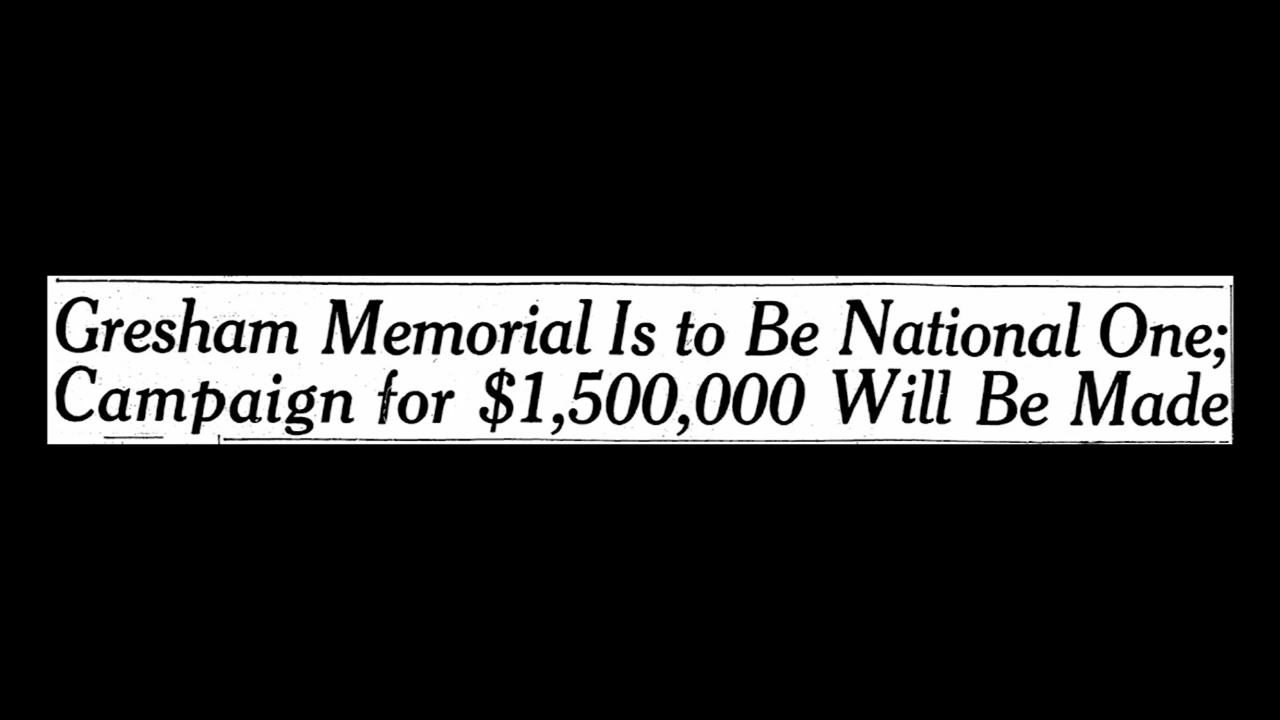 Gresham Memorial Is to Be National One;
Campaign for $1,500,000 Will Be Made